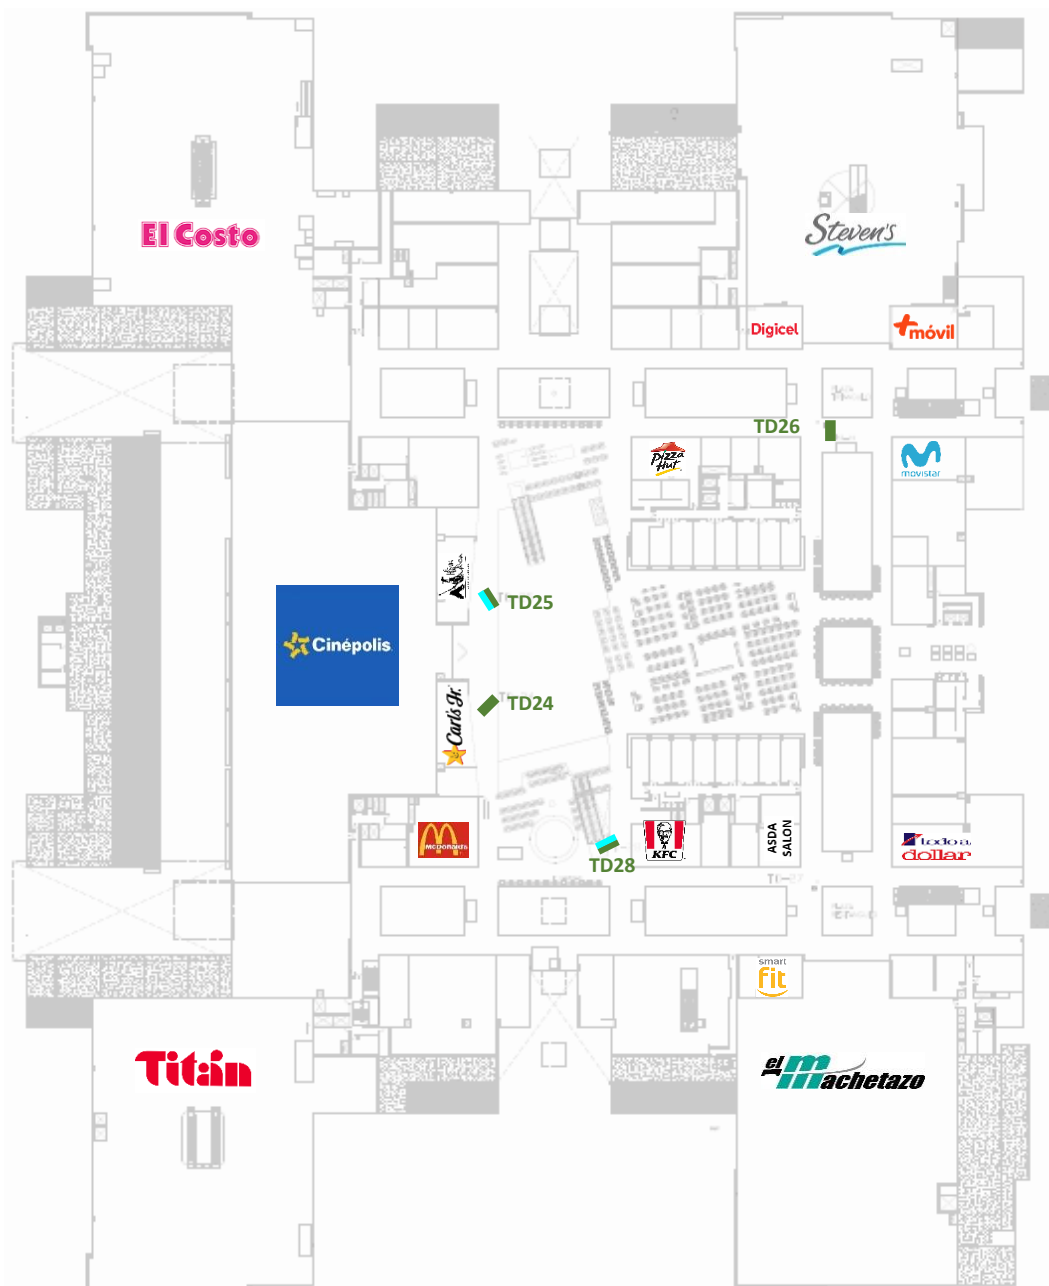 El Costo
Steven's
Digicel
+móvil
TD26
Pizza
Hut
movistar
TD25
Cinépolis
TD24
Carl's Jr.
McDonald's
KFC
ASDA
SALON
todo a
dollar
TD28
smart
fit
Titán
el
machetazo